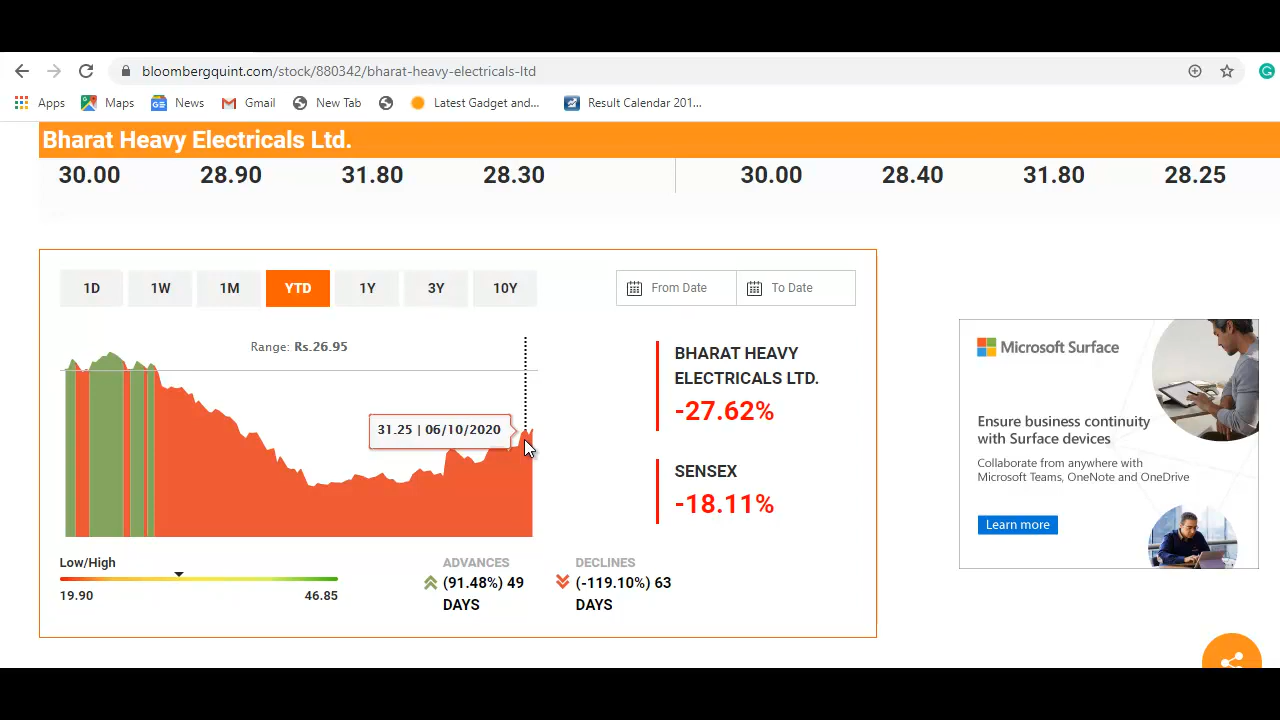 bloombergquint.com/stock/880342/bharat-heavy-electricals-ltd
Apps Maps News Gmail New Tab Latest Gadget and... Result Calendar 201...
Bharat Heavy Electricals Ltd.
30.00 28.90 31.80 28.30 30.00 28.40 31.80 28.25
1D 1W 1M YTD 1Y 3Y 10Y From Date To Date
Range: Rs.26.95
31.25 | 06/10/2020
BHARAT HEAVY
ELECTRICALS LTD.
-27.62%
SENSEX
-18.11%
Low/High
19.90 46.85
ADVANCES
(91.48%) 49
DAYS
DECLINES
(-119.10%) 63
DAYS
Microsoft Surface
Ensure business continuity
with Surface devices
Collaborate from anywhere with
Microsoft Teams, OneNote and OneDrive
Learn more